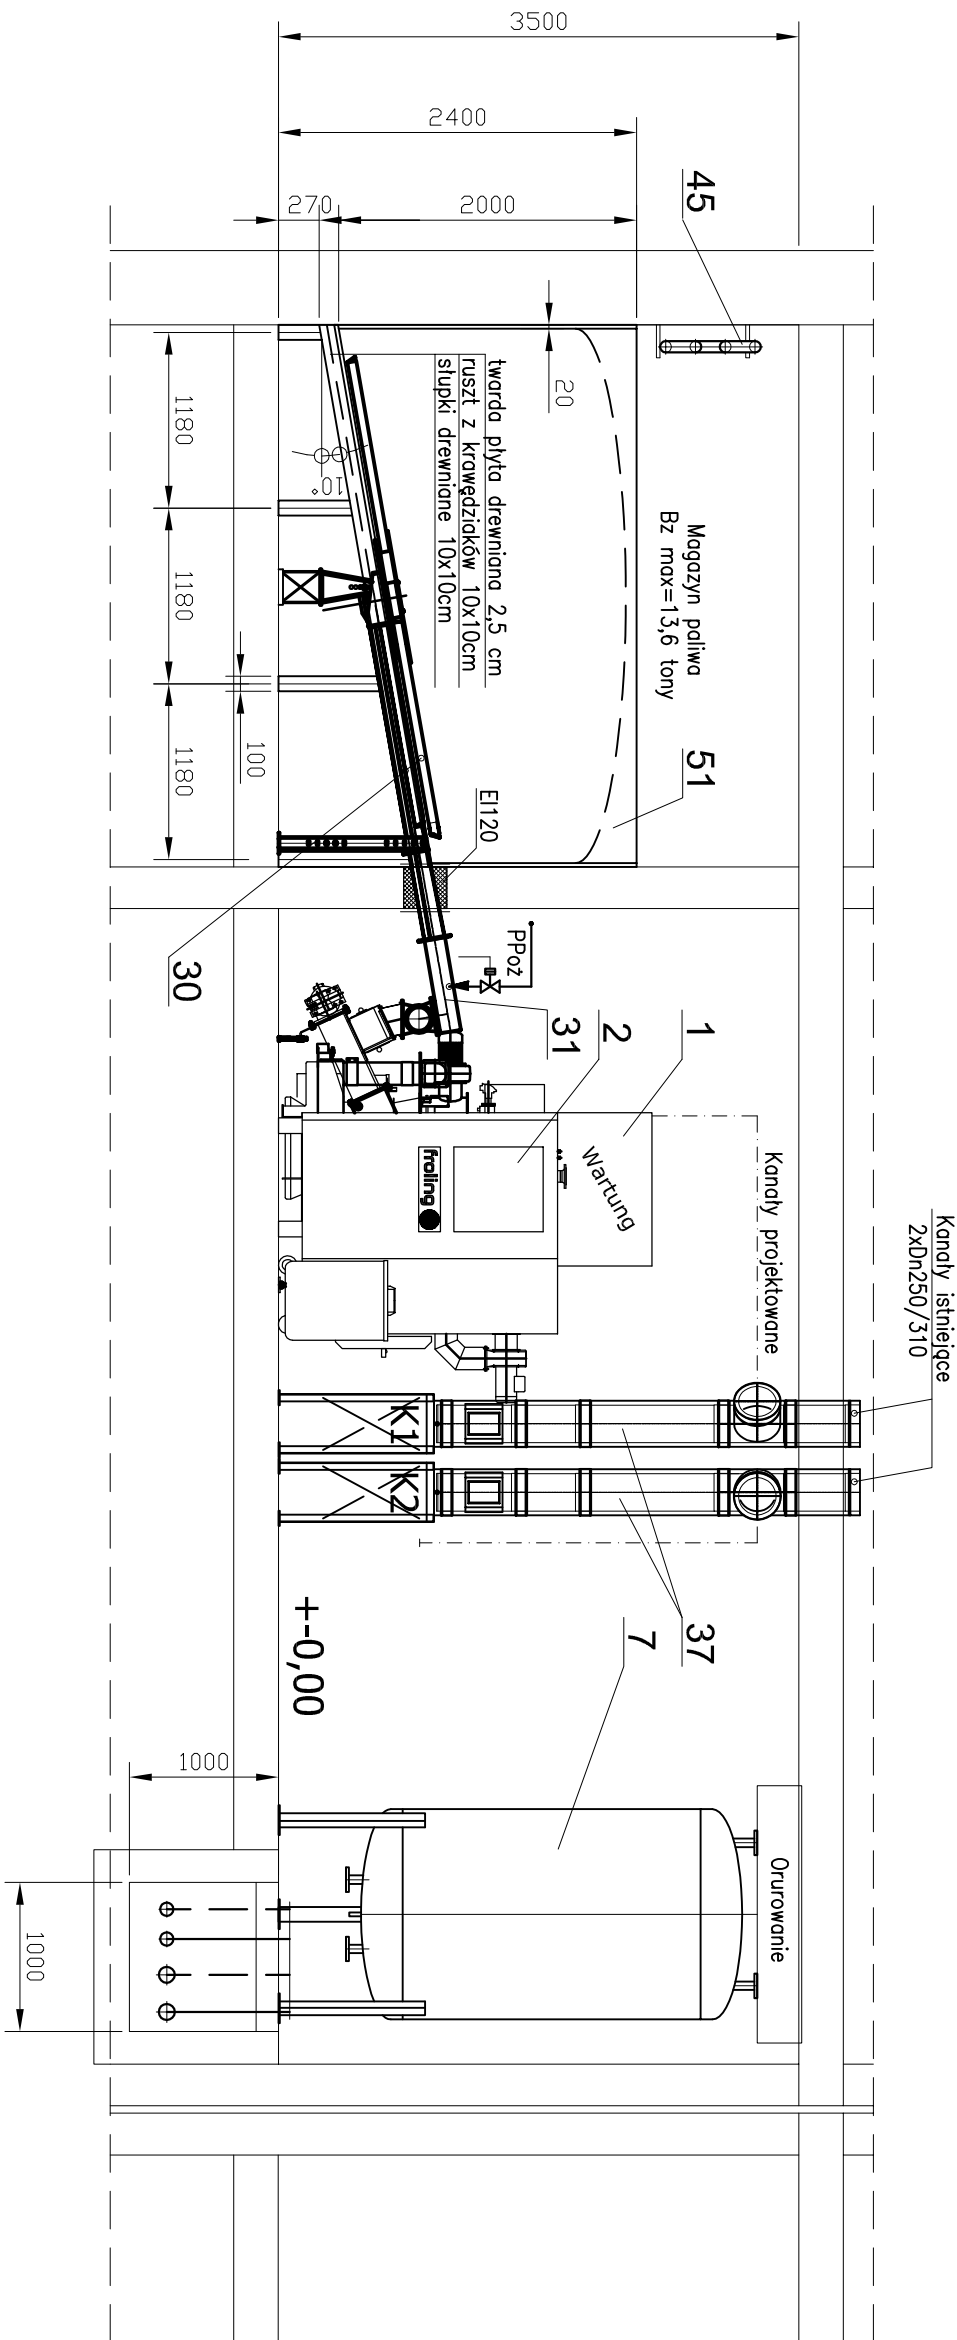 3500
2400
270
2000
45
20
1180
1180
1180
100
10°
twarda płyta drewniana 2,5 cm
ruszt z krawędziaków 10x10cm
słupki drewniane 10x10cm
Magazyn paliwa
Bz max=13,6 tony
51
EI120
30
PPoż
31
2
1
Wartung
froling
Kanały projektowane
Kanały istniejące
2xDn250/310
K1
K2
37
7
+-0,00
1000
1000
Orurowanie